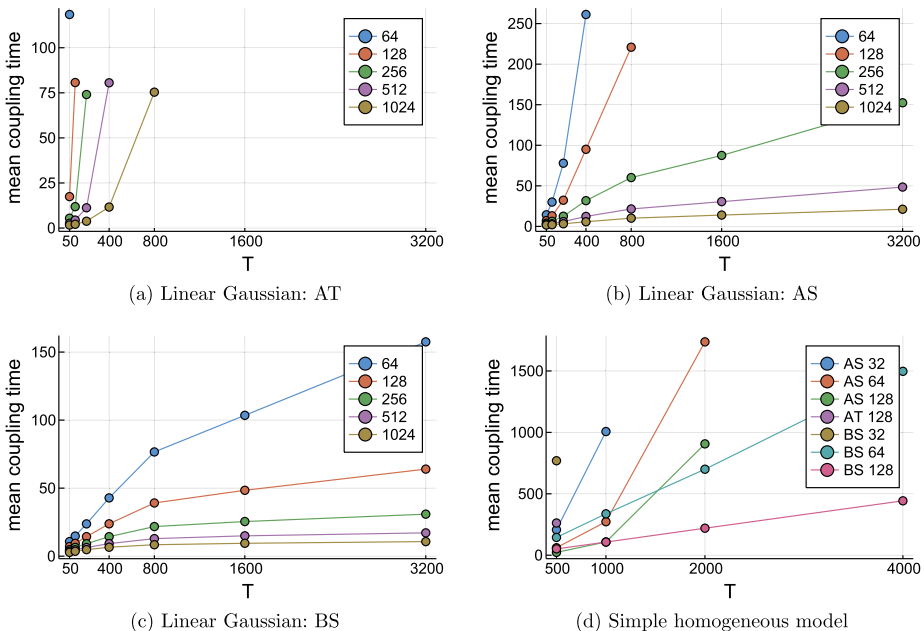 mean coupling time
100
75
50
25
0
64
128
256
512
1024
50 400 800 1600 3200
T
(a) Linear Gaussian: AT
mean coupling time
250
200
150
100
50
0
64
128
256
512
1024
50 400 800 1600 3200
T
(b) Linear Gaussian: AS
mean coupling time
150
100
50
0
64
128
256
512
1024
50 400 800 1600 3200
T
(c) Linear Gaussian: BS
mean coupling time
1500
1000
500
0
AS 32
AS 64
AS 128
AT 128
BS 32
BS 64
BS 128
500 1000 2000 4000
T
(d) Simple homogeneous model